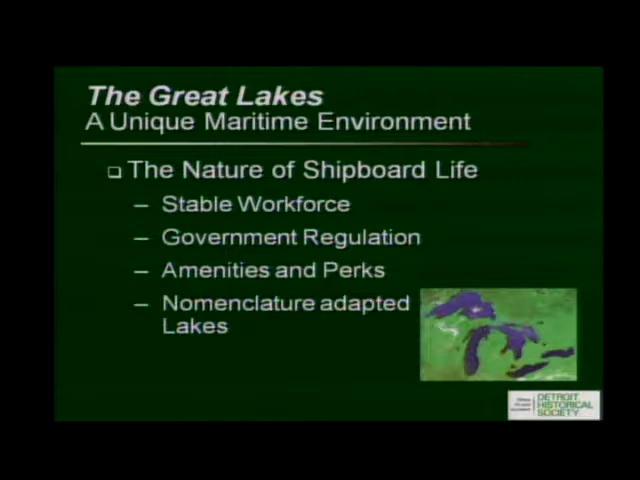 The Great Lakes
A Unique Maritime Environment
The Nature of Shipboard Life
– Stable Workforce
– Government Regulation
– Amenities and Perks
– Nomenclature adapted
Lakes
DETROIT
HISTORICAL
SOCIETY